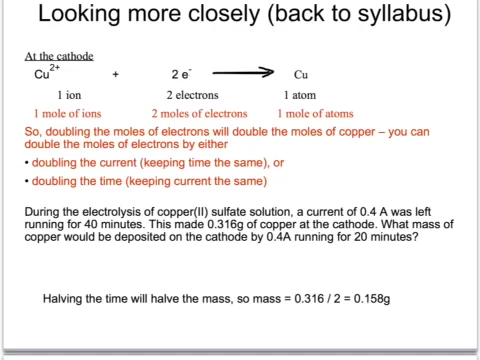 Looking more closely (back to syllabus)
At the cathode
Cu2+ + 2 e- Cu
1 ion 2 electrons 1 atom
1 mole of ions 2 moles of electrons 1 mole of atoms
So, doubling the moles of electrons will double the moles of copper – you can
double the moles of electrons by either
• doubling the current (keeping time the same), or
• doubling the time (keeping current the same)
During the electrolysis of copper(II) sulfate solution, a current of 0.4 A was left
running for 40 minutes. This made 0.316g of copper at the cathode. What mass of
copper would be deposited on the cathode by 0.4A running for 20 minutes?
Halving the time will halve the mass, so mass = 0.316 / 2 = 0.158g